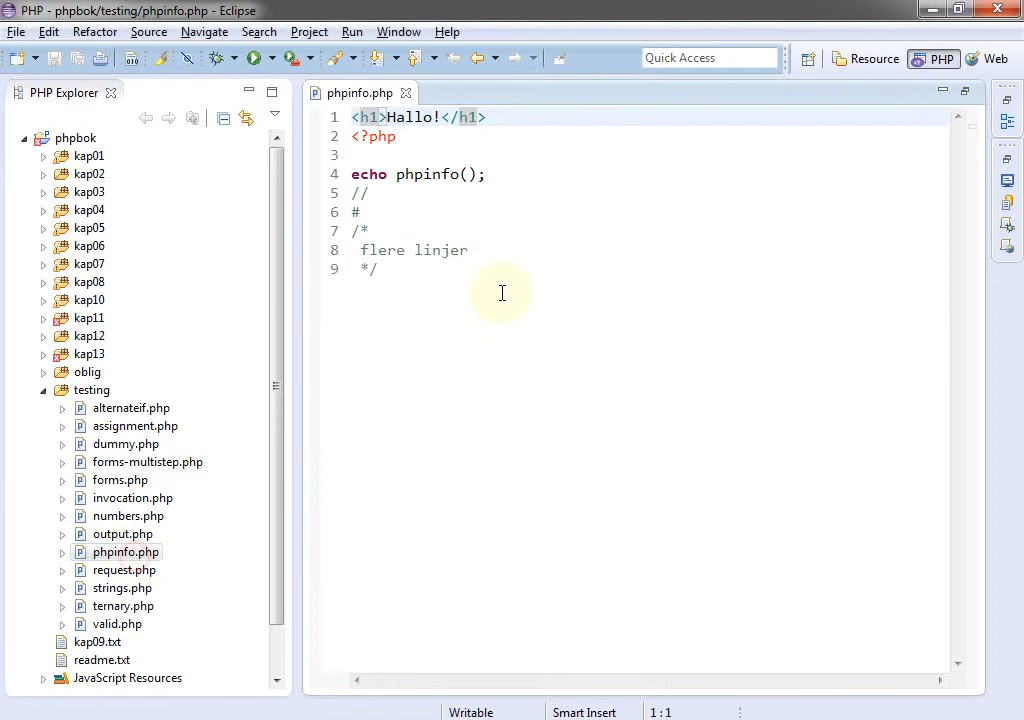 PHP - phpbok/testing/phpinfo.php - Eclipse
File Edit Refactor Source Navigate Search Project Run Window Help
Quick Access
Resource
PHP
Web
PHP Explorer
phpbok
kap01
kap02
kap03
kap04
kap05
kap06
kap07
kap08
kap10
kap11
kap12
kap13
oblig
testing
alternateif.php
assignment.php
dummy.php
forms-multistep.php
forms.php
invocation.php
numbers.php
output.php
phpinfo.php
request.php
strings.php
ternary.php
valid.php
kap09.txt
readme.txt
JavaScript Resources
phpinfo.php
1 <h1>Hallo!</h1>
2 <?php
3
4 echo phpinfo();
5 //
6 #
7 /*
8 flere linjer
9 */
Writable
Smart Insert
1 : 1